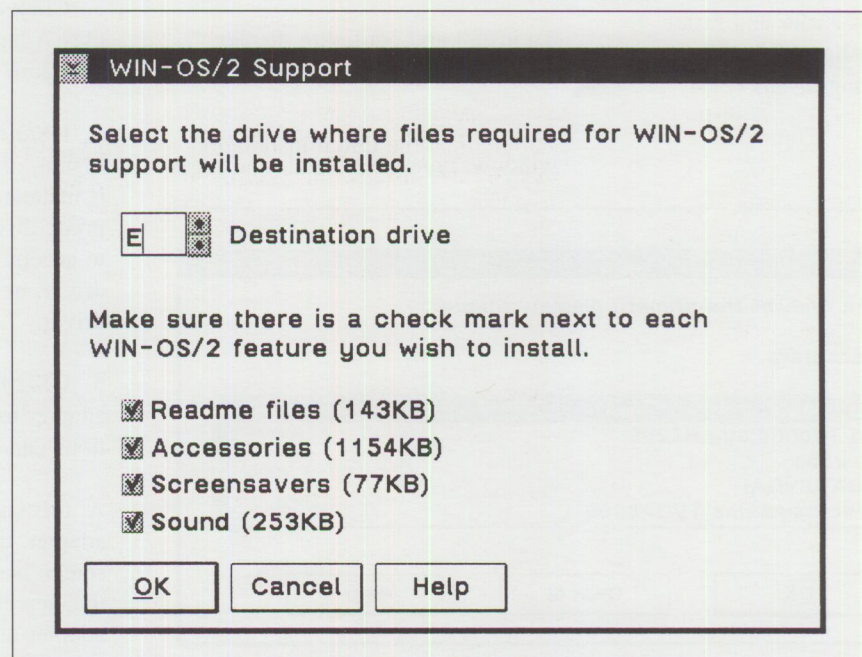 WIN-OS/2 Support
Select the drive where files required for WIN-OS/2
support will be installed.
E Destination drive
Make sure there is a check mark next to each
WIN-OS/2 feature you wish to install.
Readme files (143KB)
Accessories (1154KB)
Screensavers (77KB)
Sound (253KB)
OK Cancel Help